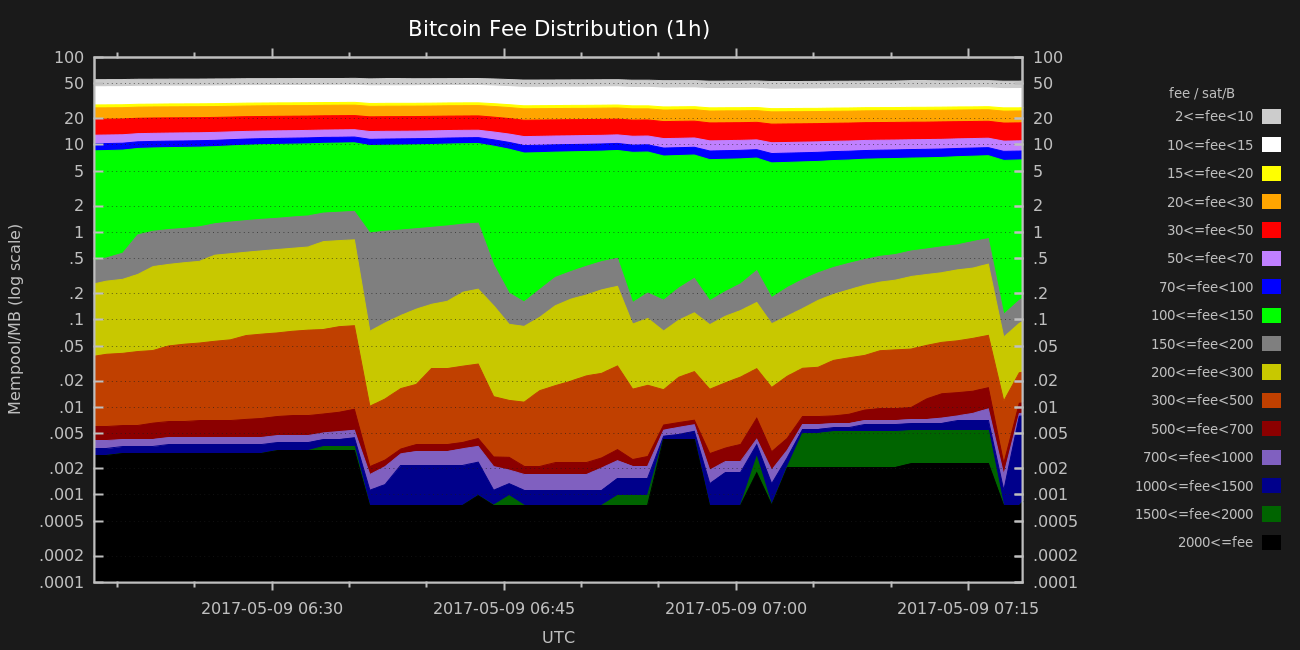 Bitcoin Fee Distribution (1h)
Mempool/MB (log scale)
100
50
20
10
5
2
1
.5
.2
.1
.05
.02
.01
.005
.002
.001
.0005
.0002
.0001
100
50
20
10
5
2
1
.5
.2
.1
.05
.02
.01
.005
.002
.001
.0005
.0002
.0001
fee / sat/B
2<=fee<10
10<=fee<15
15<=fee<20
20<=fee<30
30<=fee<50
50<=fee<70
70<=fee<100
100<=fee<150
150<=fee<200
200<=fee<300
300<=fee<500
500<=fee<700
700<=fee<1000
1000<=fee<1500
1500<=fee<2000
2000<=fee
2017-05-09 06:30 2017-05-09 06:45 2017-05-09 07:00 2017-05-09 07:15
UTC